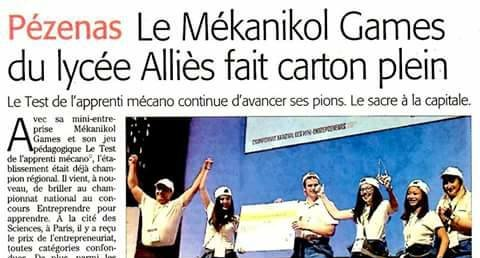 Pézenas Le Mékanikol Games
du lycée Alliès fait carton plein
Le Test de l'apprenti mécano continue d'avancer ses pions. Le sacre à la capitale.
Avec sa mini-entre-
prise Mékanikol
Games et son jeu
pédagogique Le Test
de l'apprenti mécano©, l'éta-
blissement était déjà cham-
pion régional. Il vient, à nou-
veau, de briller au cham-
pionnat national au con-
cours Entreprendre pour
apprendre. À la cité des
Sciences, à Paris, il y a reçu
le prix de l'entrepreneuriat,
toutes catégories confon-
dues. De plus, parmi les
CHAMPIONNAT NATIONAL DES MINI-ENTREPRENEURS